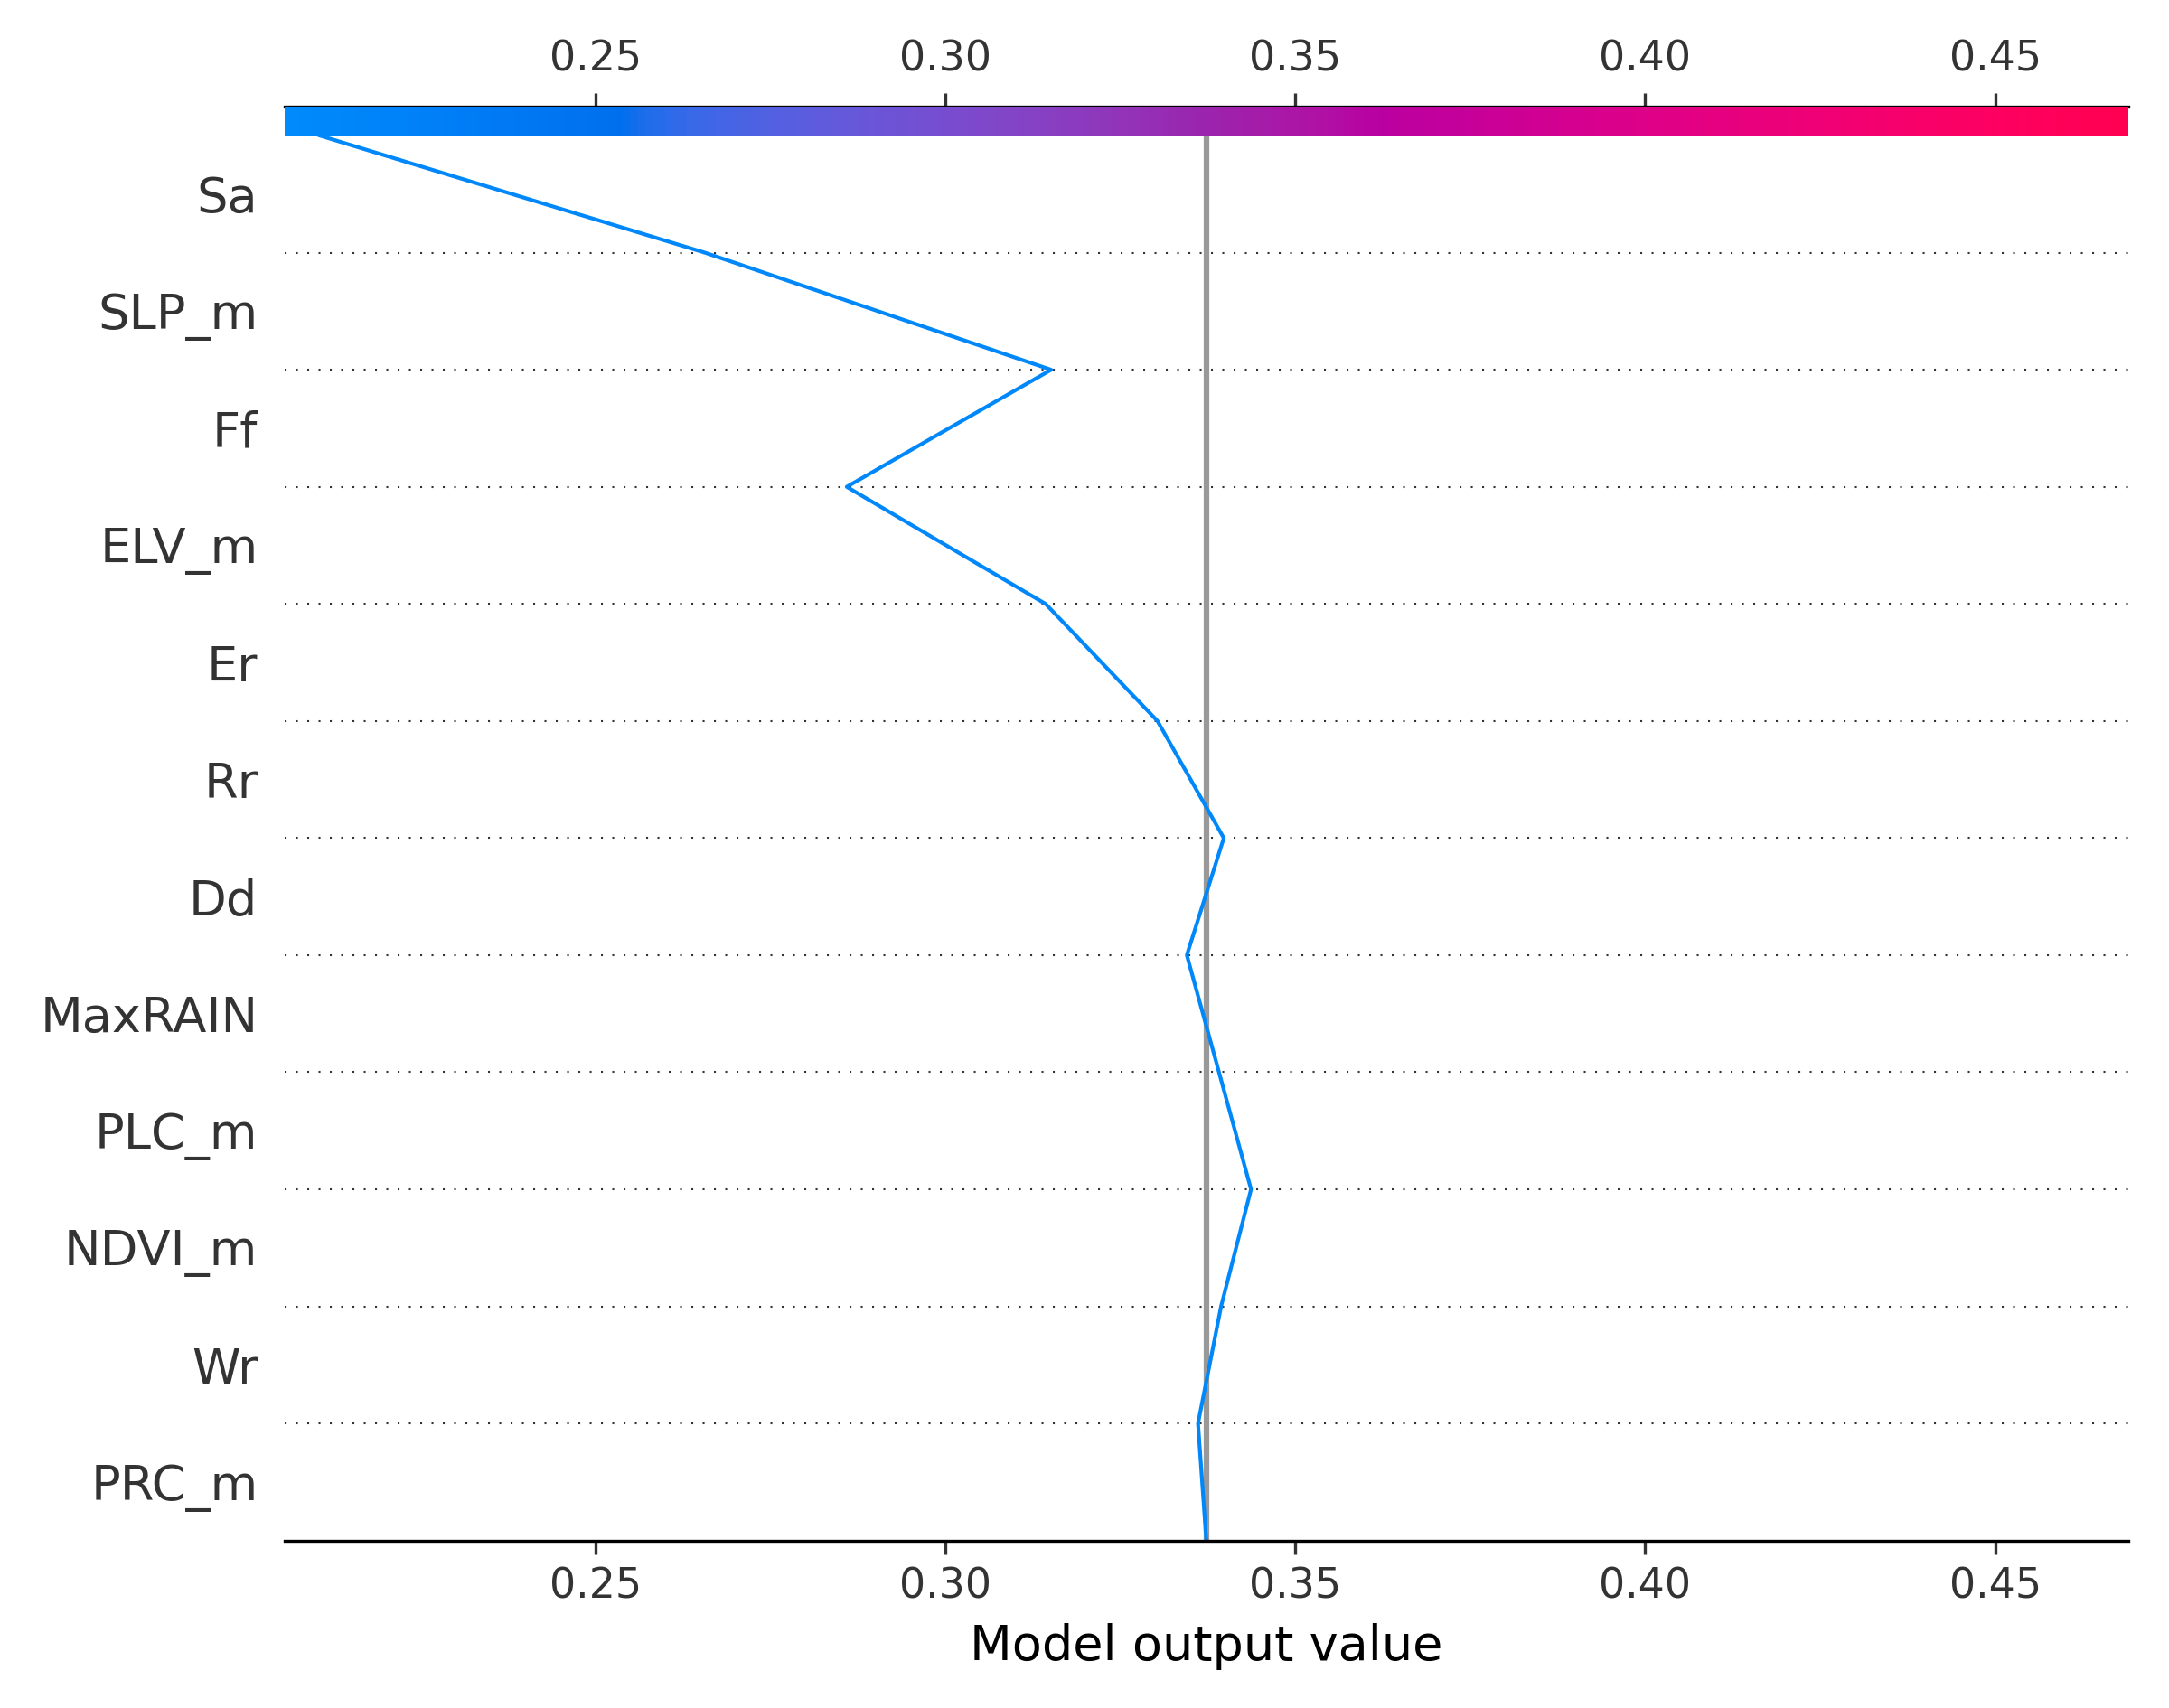 0.25 0.30 0.35 0.40 0.45
Sa
SLP_m
Ff
ELV_m
Er
Rr
Dd
MaxRAIN
PLC_m
NDVI_m
Wr
PRC_m
0.25 0.30 0.35 0.40 0.45
Model output value